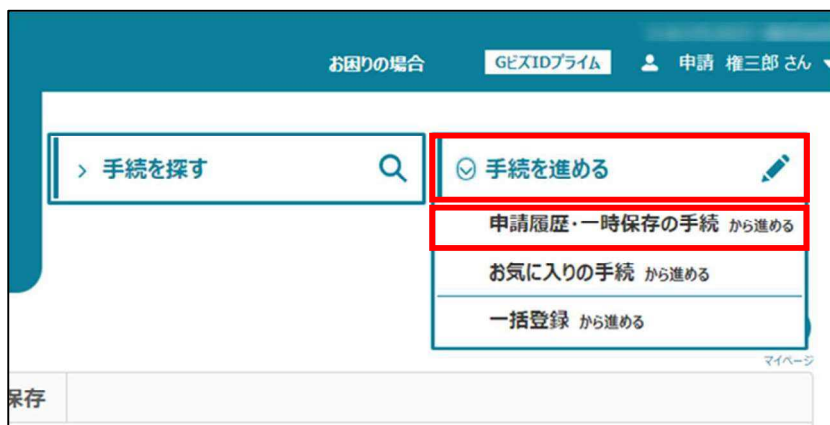 お困りの場合
GビズIDプライム
申請 権三郎 さん
手続を探す
手続を進める
申請履歴・一時保存の手続 から進める
お気に入りの手続 から進める
一括登録 から進める
マイページ
保存